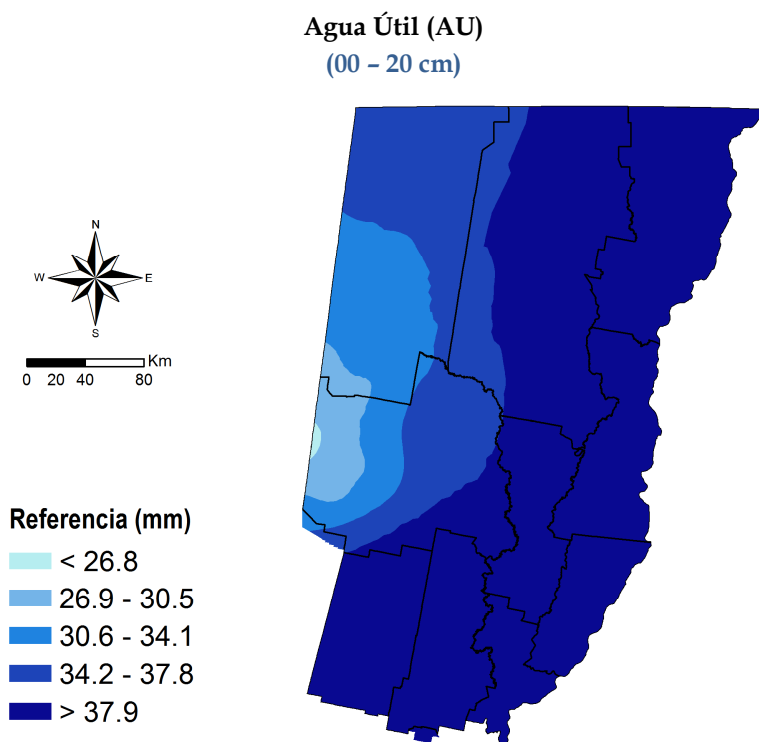 Agua Útil (AU)
(00 – 20 cm)
N
W E
S
Km
0 20 40 80
Referencia (mm)
< 26.8
26.9 - 30.5
30.6 - 34.1
34.2 - 37.8
> 37.9